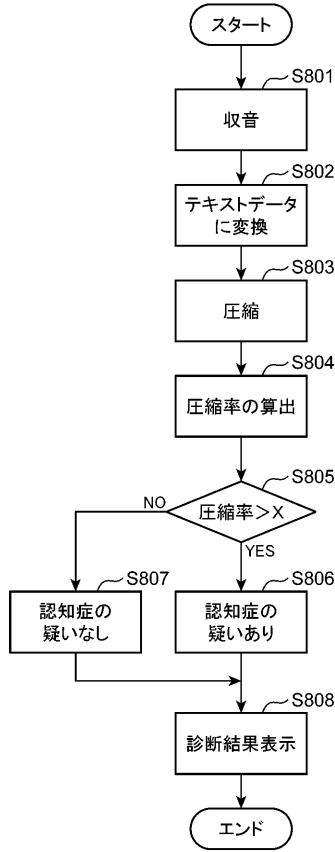 スタート
S801
収音
S802
テキストデータ
に変換
S803
圧縮
S804
圧縮率の算出
S805
圧縮率＞X
NO
YES
S807
認知症の
疑いなし
S806
認知症の
疑いあり
S808
診断結果表示
エンド